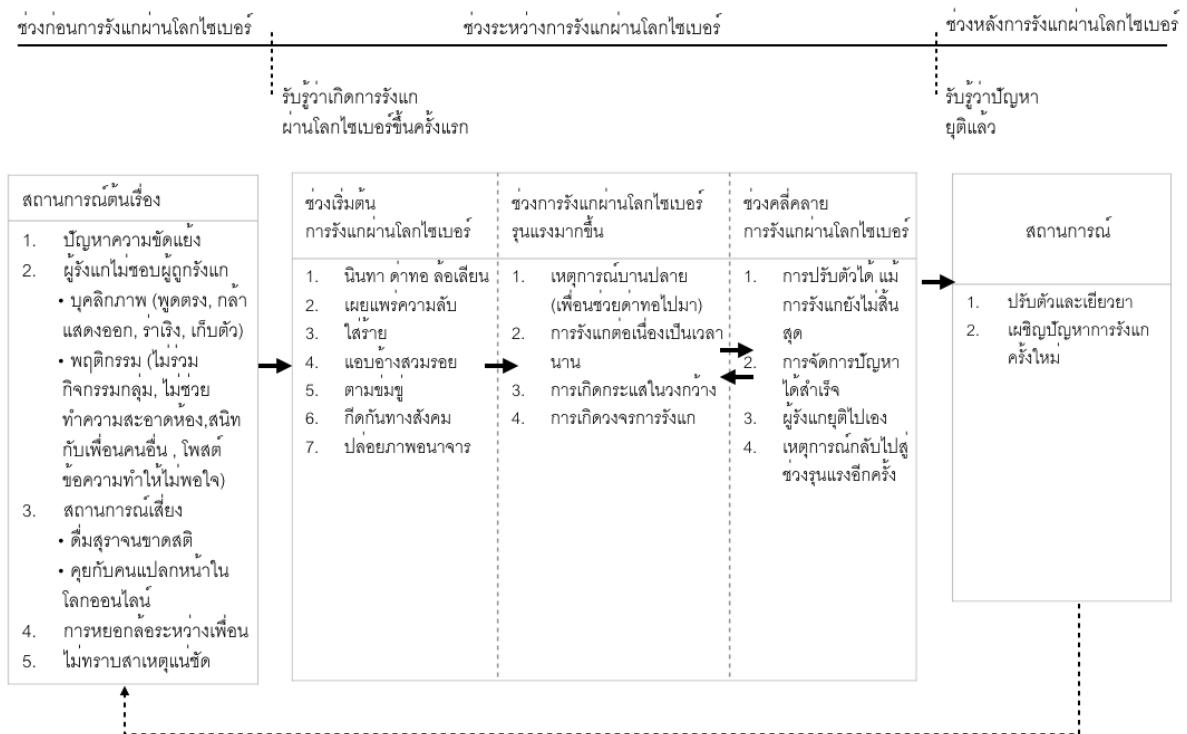 ช่วงก่อนการรังแกผ่านโลกไซเบอร์
ช่วงระหว่างการรังแกผ่านโลกไซเบอร์
ช่วงหลังการรังแกผ่านโลกไซเบอร์
รับรู้ว่าเกิดการรังแก
ผ่านโลกไซเบอร์ขึ้นครั้งแรก
รับรู้ว่าปัญหา
ยุติแล้ว
สถานการณ์ต้นเรื่อง
1. ปัญหาความขัดแย้ง
2. ผู้รังแกไม่ชอบผู้ถูกรังแก
• บุคลิกภาพ (พูดตรง, กล้า
แสดงออก, ร่าเริง, เก็บตัว)
• พฤติกรรม (ไม่ร่วม
กิจกรรมกลุ่ม, ไม่ช่วย
ทำความสะอาดห้อง,สนิท
กับเพื่อนคนอื่น , โพสต์
ข้อความทำให้ไม่พอใจ)
3. สถานการณ์เสี่ยง
• ดื่มสุราจนขาดสติ
• คุยกับคนแปลกหน้าใน
โลกออนไลน์
4. การหยอกล้อระหว่างเพื่อน
5. ไม่ทราบสาเหตุแน่ชัด
ช่วงเริ่มต้น
การรังแกผ่านโลกไซเบอร์
1. นินทา ด่าทอ ล้อเลียน
2. เผยแพร่ความลับ
3. ใส่ร้าย
4. แอบอ้างสวมรอย
5. ตามข่มขู่
6. กีดกันทางสังคม
7. ปล่อยภาพอนาจาร
ช่วงการรังแกผ่านโลกไซเบอร์
รุนแรงมากขึ้น
1. เหตุการณ์บานปลาย
(เพื่อนช่วยด่าทอไปมา)
2. การรังแกต่อเนื่องเป็นเวลา
นาน
3. การเกิดกระแสในวงกว้าง
4. การเกิดวงจรการรังแก
ช่วงคลี่คลาย
การรังแกผ่านโลกไซเบอร์
1. การปรับตัวได้ แม้
การรังแกยังไม่สิ้น
สุด
2. การจัดการปัญหา
ได้สำเร็จ
3. ผู้รังแกยุติไปเอง
4. เหตุการณ์กลับไปสู่
ช่วงรุนแรงอีกครั้ง
สถานการณ์
1. ปรับตัวและเยียวยา
2. เผชิญปัญหาการรังแก
ครั้งใหม่